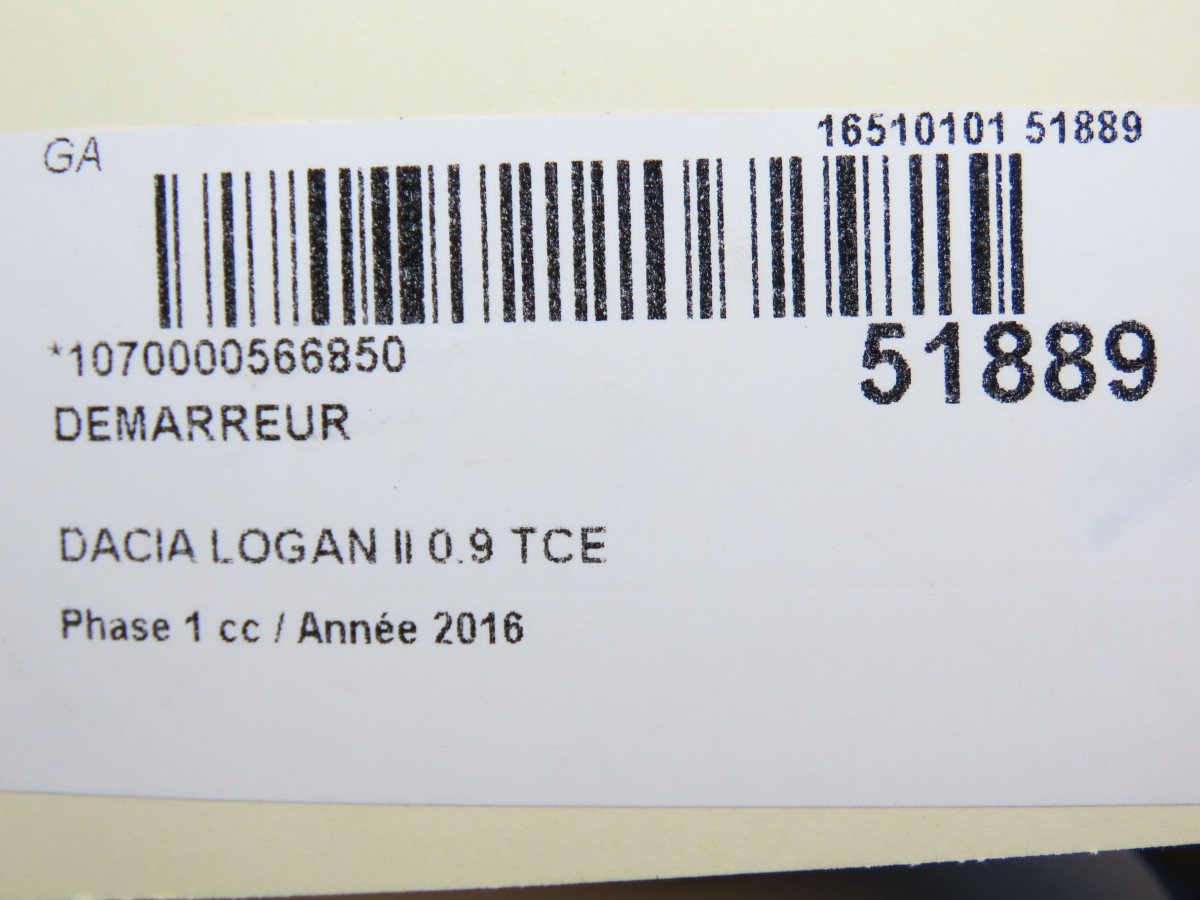 GA
16510101 51889
*1070000566850
51889
DEMARREUR
DACIA LOGAN II 0.9 TCE
Phase 1 cc / Année 2016